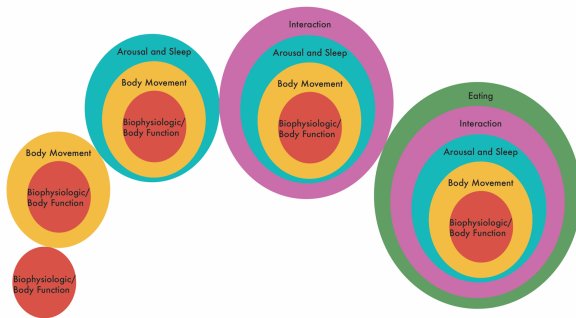 Biophysiologic/
Body Function
Body Movement
Biophysiologic/
Body Function
Arousal and Sleep
Body Movement
Biophysiologic/
Body Function
Interaction
Arousal and Sleep
Body Movement
Biophysiologic/
Body Function
Eating
Interaction
Arousal and Sleep
Body Movement
Biophysiologic/
Body Function